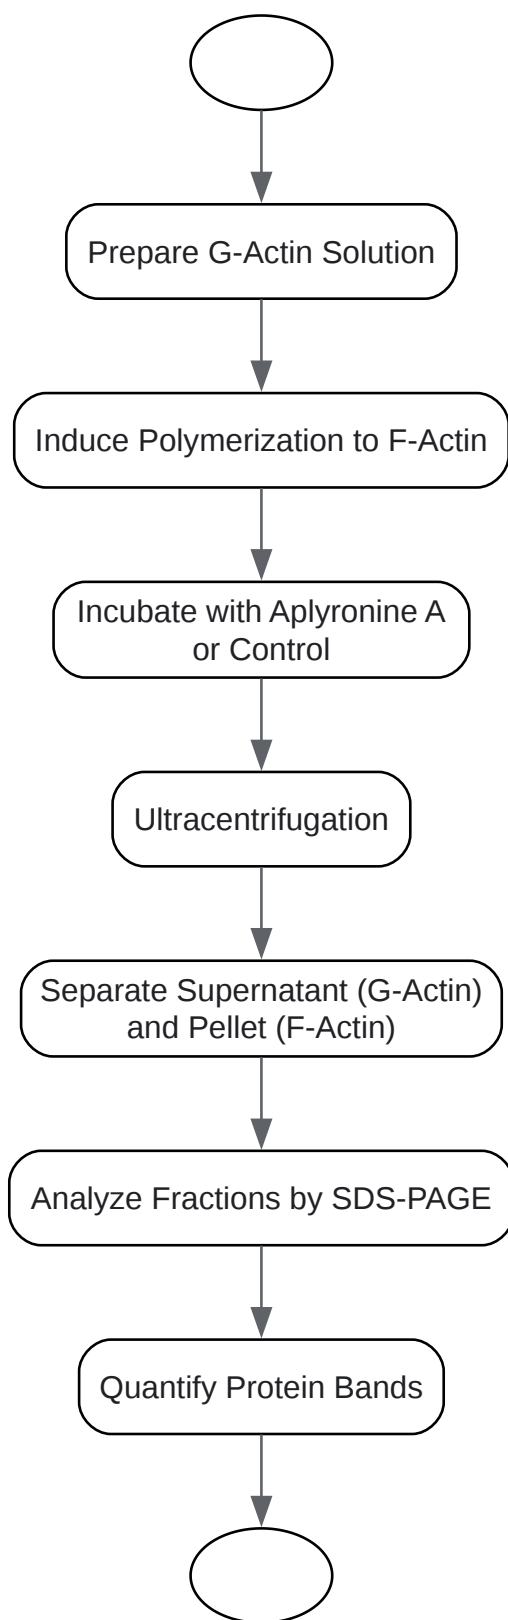 Prepare G-Actin Solution
Induce Polymerization to F-Actin
Incubate with Aplyronine A
or Control
Ultracentrifugation
Separate Supernatant (G-Actin)
and Pellet (F-Actin)
Analyze Fractions by SDS-PAGE
Quantify Protein Bands